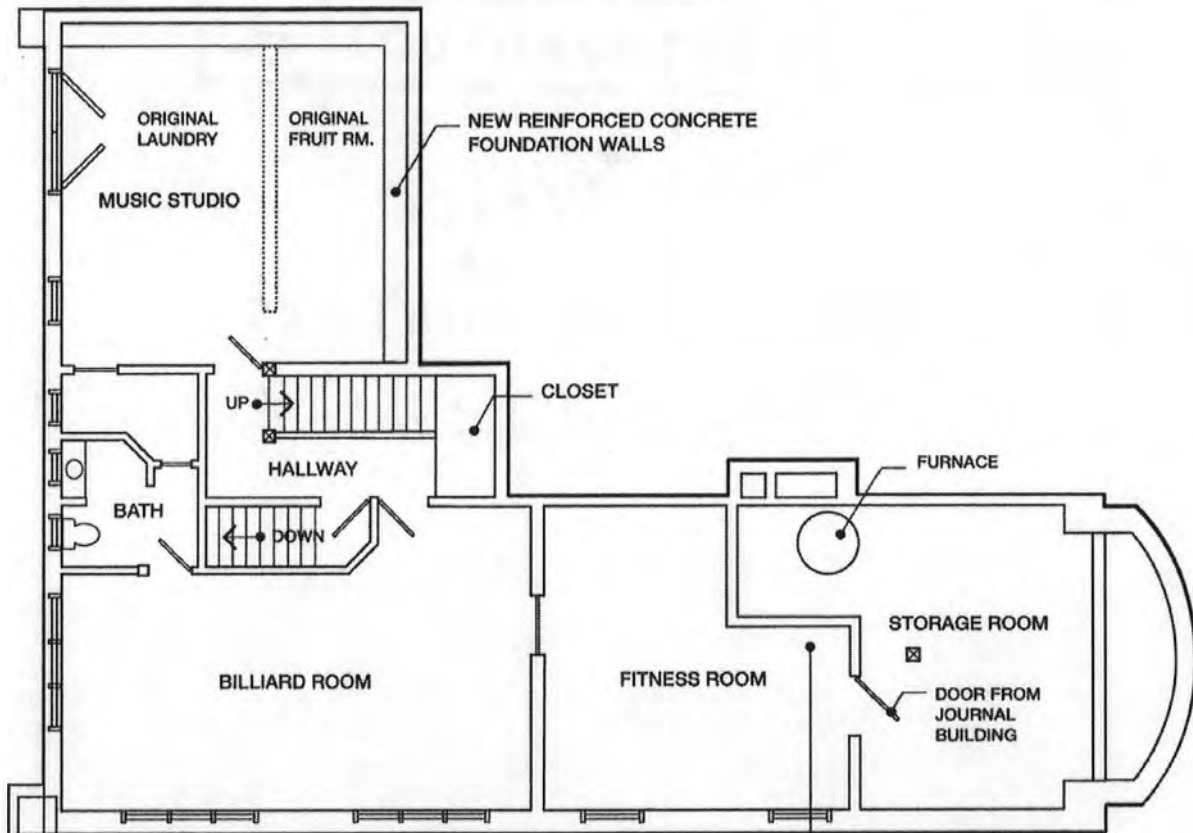 ORIGINAL
LAUNDRY
ORIGINAL
FRUIT RM.
NEW REINFORCED CONCRETE
FOUNDATION WALLS
MUSIC STUDIO
UP
CLOSET
HALLWAY
FURNACE
BATH
DOWN
STORAGE ROOM
BILLIARD ROOM
FITNESS ROOM
DOOR FROM
JOURNAL
BUILDING